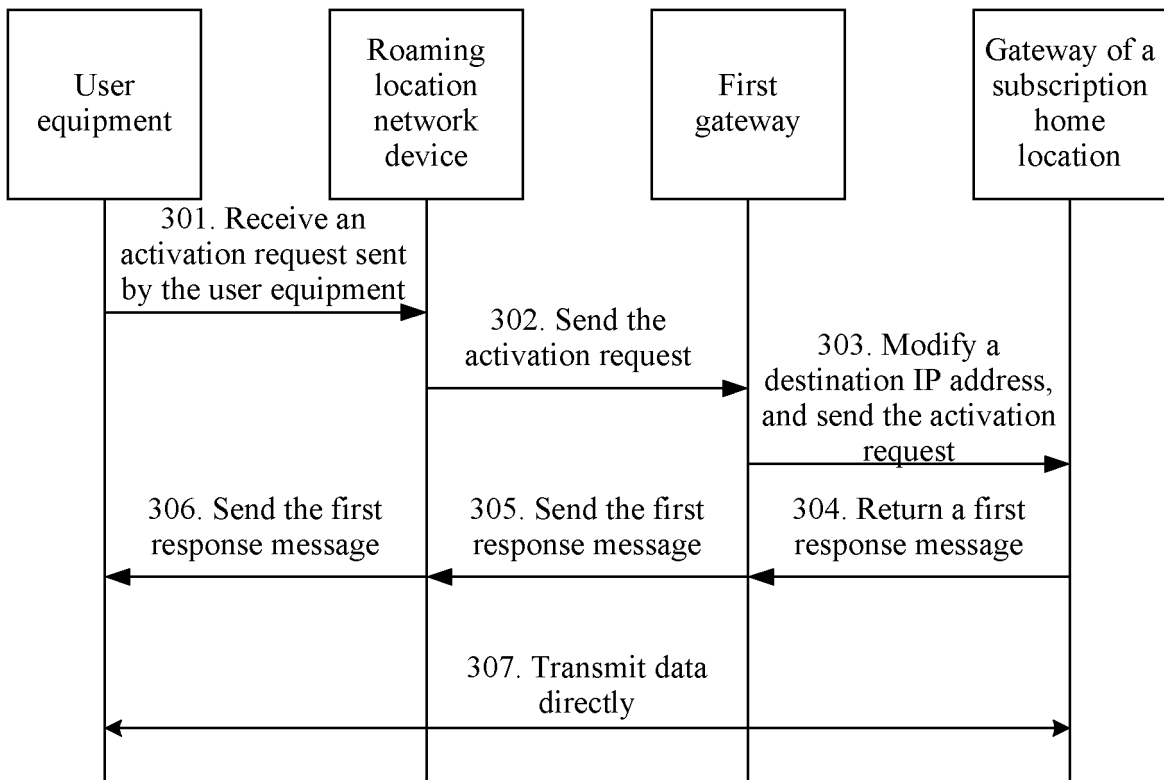 User
equipment
Roaming
location
network
device
First
gateway
Gateway of a
subscription
home
location
301. Receive an
activation request sent
by the user equipment
302. Send the
activation request
303. Modify a
destination IP address,
and send the activation
request
306. Send the first
response message
305. Send the first
response message
304. Return a first
response message
307. Transmit data
directly